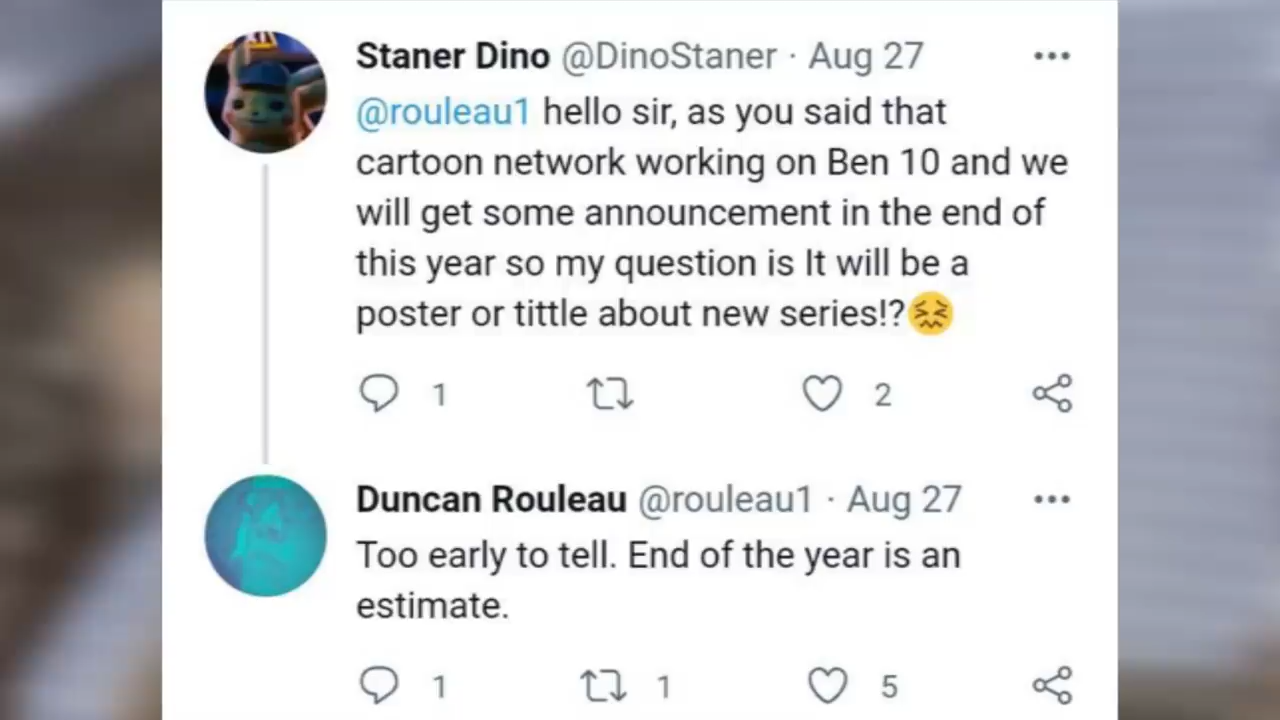 Staner Dino @DinoStaner · Aug 27
@rouleau1 hello sir, as you said that
cartoon network working on Ben 10 and we
will get some announcement in the end of
this year so my question is It will be a
poster or tittle about new series!?😖
1 2
Duncan Rouleau @rouleau1 · Aug 27
Too early to tell. End of the year is an
estimate.
1 1 5